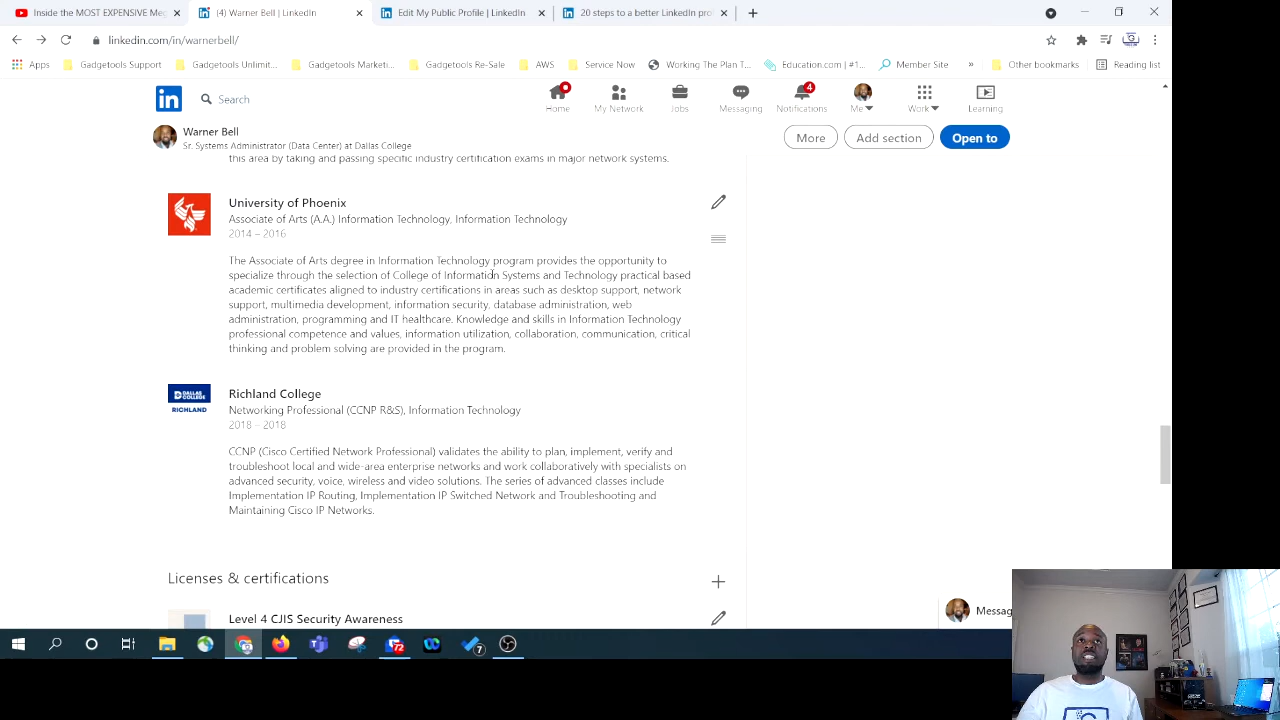 Inside the MOST EXPENSIVE Meg
(4) Warner Bell | LinkedIn
Edit My Public Profile | LinkedIn
20 steps to a better LinkedIn pro
linkedin.com/in/warnerbell/
Apps
Gadgetools Support
Gadgetools Unlimit...
Gadgetools Marketi...
Gadgetools Re-Sale
AWS
Service Now
Working The Plan T...
Education.com | #1...
Member Site
»
Other bookmarks
Reading list
in
Search
Home
My Network
Jobs
Messaging
4
Notifications
Me
Work
Learning
Warner Bell
Sr. Systems Administrator (Data Center) at Dallas College
More
Add section
Open to
this area by taking and passing specific industry certification exams in major network systems.
University of Phoenix
Associate of Arts (A.A.) Information Technology, Information Technology
2014 – 2016
The Associate of Arts degree in Information Technology program provides the opportunity to
specialize through the selection of College of Information Systems and Technology practical based
academic certificates aligned to industry certifications in areas such as desktop support, network
support, multimedia development, information security, database administration, web
administration, programming and IT healthcare. Knowledge and skills in Information Technology
professional competence and values, information utilization, collaboration, communication, critical
thinking and problem solving are provided in the program.
DALLAS
COLLEGE
RICHLAND
Richland College
Networking Professional (CCNP R&S), Information Technology
2018 – 2018
CCNP (Cisco Certified Network Professional) validates the ability to plan, implement, verify and
troubleshoot local and wide-area enterprise networks and work collaboratively with specialists on
advanced security, voice, wireless and video solutions. The series of advanced classes include
Implementation IP Routing, Implementation IP Switched Network and Troubleshooting and
Maintaining Cisco IP Networks.
Licenses & certifications
Level 4 CJIS Security Awareness
Messag
72
7